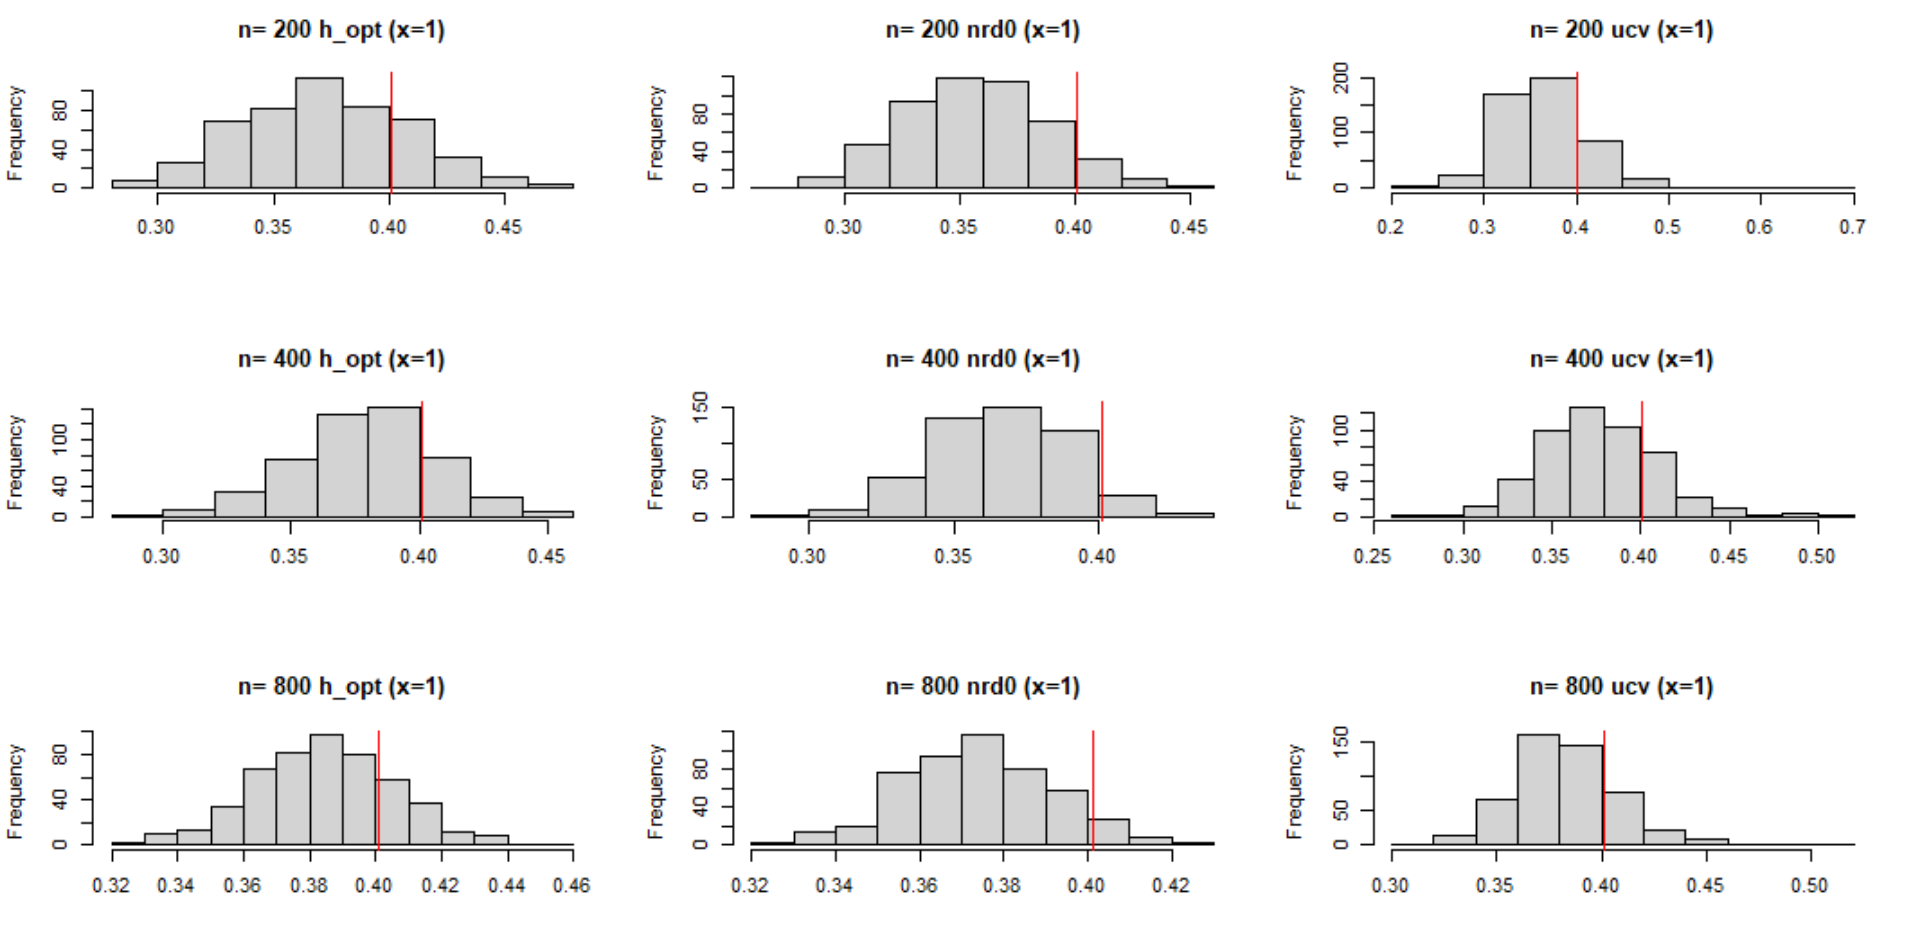 n= 200 h_opt (x=1)
Frequency
0 40 80
0.30 0.35 0.40 0.45
n= 200 nrd0 (x=1)
Frequency
0 40 80
0.30 0.35 0.40 0.45
n= 200 ucv (x=1)
Frequency
0 100 200
0.2 0.3 0.4 0.5 0.6 0.7
n= 400 h_opt (x=1)
Frequency
0 40 100
0.30 0.35 0.40 0.45
n= 400 nrd0 (x=1)
Frequency
0 50 150
0.30 0.35 0.40
n= 400 ucv (x=1)
Frequency
0 40 100
0.25 0.30 0.35 0.40 0.45 0.50
n= 800 h_opt (x=1)
Frequency
0 40 80
0.32 0.34 0.36 0.38 0.40 0.42 0.44 0.46
n= 800 nrd0 (x=1)
Frequency
0 40 80
0.32 0.34 0.36 0.38 0.40 0.42
n= 800 ucv (x=1)
Frequency
0 50 150
0.30 0.35 0.40 0.45 0.50